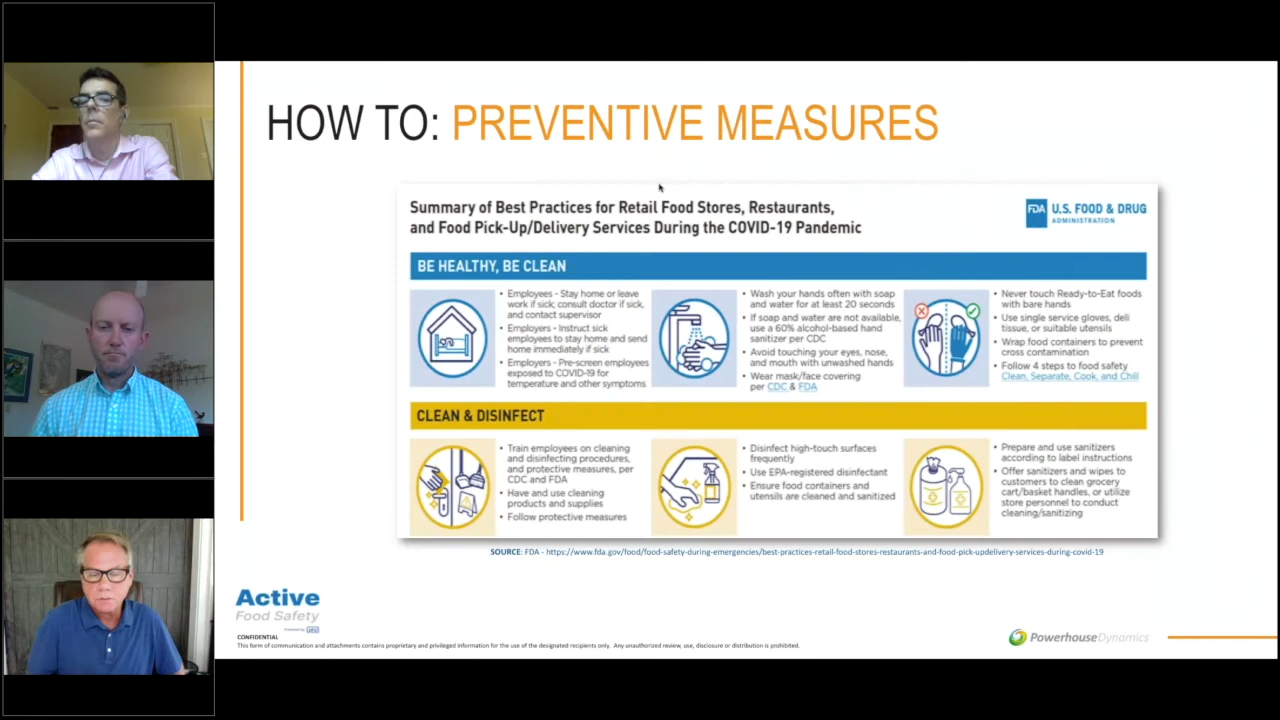 HOW TO: PREVENTIVE MEASURES
Summary of Best Practices for Retail Food Stores, Restaurants,
and Food Pick-Up/Delivery Services During the COVID-19 Pandemic
FDA U.S. FOOD & DRUG
ADMINISTRATION
BE HEALTHY, BE CLEAN
• Employees - Stay home or leave
work if sick; consult doctor if sick,
and contact supervisor
• Employers - Instruct sick
employees to stay home and send
home immediately if sick
• Employers - Pre-screen employees
exposed to COVID-19 for
temperature and other symptoms
• Wash your hands often with soap
and water for at least 20 seconds
• If soap and water are not available,
use a 60% alcohol-based hand
sanitizer per CDC
• Avoid touching your eyes, nose,
and mouth with unwashed hands
• Wear mask/face covering
per CDC & FDA
• Never touch Ready-to-Eat foods
with bare hands
• Use single service gloves, deli
tissue, or suitable utensils
• Wrap food containers to prevent
cross contamination
• Follow 4 steps to food safety
Clean, Separate, Cook, and Chill
CLEAN & DISINFECT
• Train employees on cleaning
and disinfecting procedures,
and protective measures, per
CDC and FDA
• Have and use cleaning
products and supplies
• Follow protective measures
• Disinfect high-touch surfaces
frequently
• Use EPA-registered disinfectant
• Ensure food containers and
utensils are cleaned and sanitized
• Prepare and use sanitizers
according to label instructions
• Offer sanitizers and wipes to
customers to clean grocery
cart/basket handles, or utilize
store personnel to conduct
cleaning/sanitizing
SOURCE: FDA - https://www.fda.gov/food/food-safety-during-emergencies/best-practices-retail-food-stores-restaurants-and-food-pick-updelivery-services-during-covid-19
Active
Food Safety
CONFIDENTIAL
This form of communication and attachments contains proprietary and privileged information for the use of the designated recipients only. Any unauthorized review, use, disclosure or distribution is prohibited.
PowerhouseDynamics